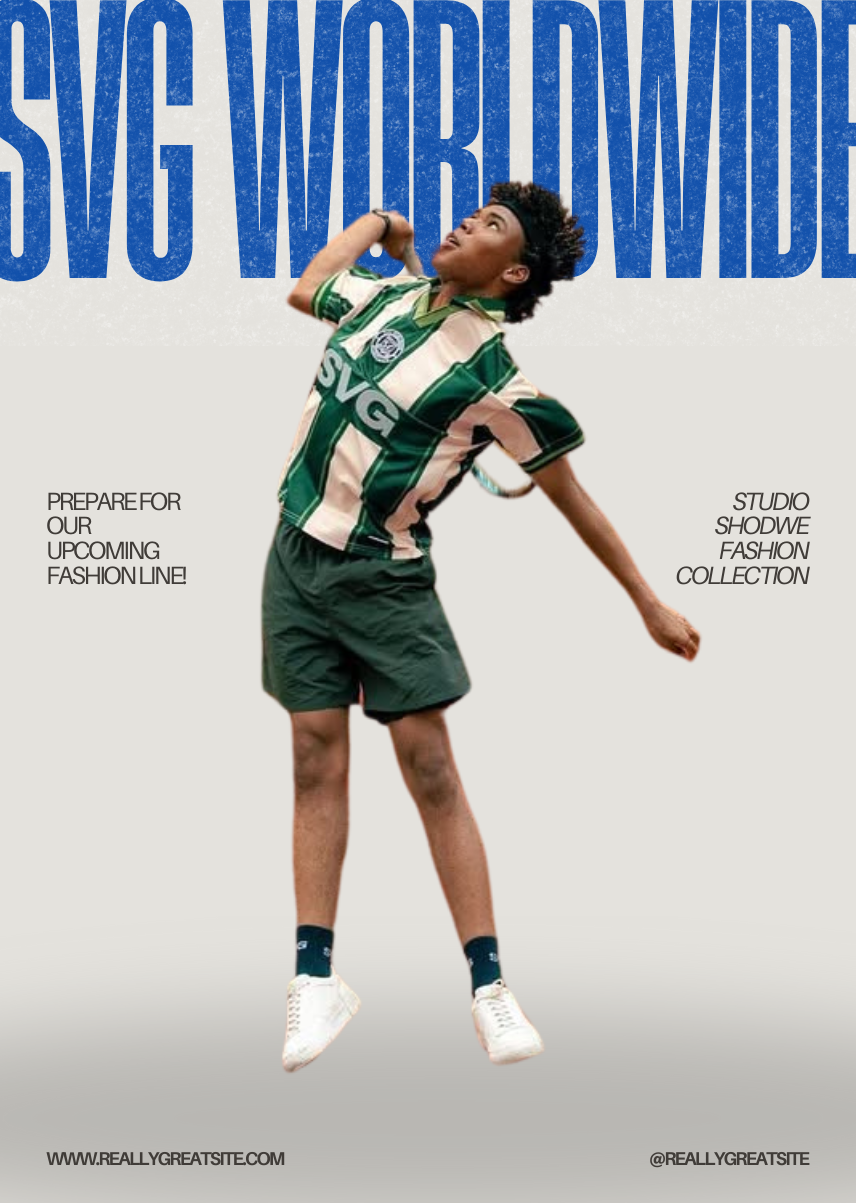 SVG WORLDWIDE
SVG
PREPARE FOR
OUR
UPCOMING
FASHION LINE!
STUDIO
SHODWE
FASHION
COLLECTION
WWW.REALLYGREATSITE.COM
@REALLYGREATSITE